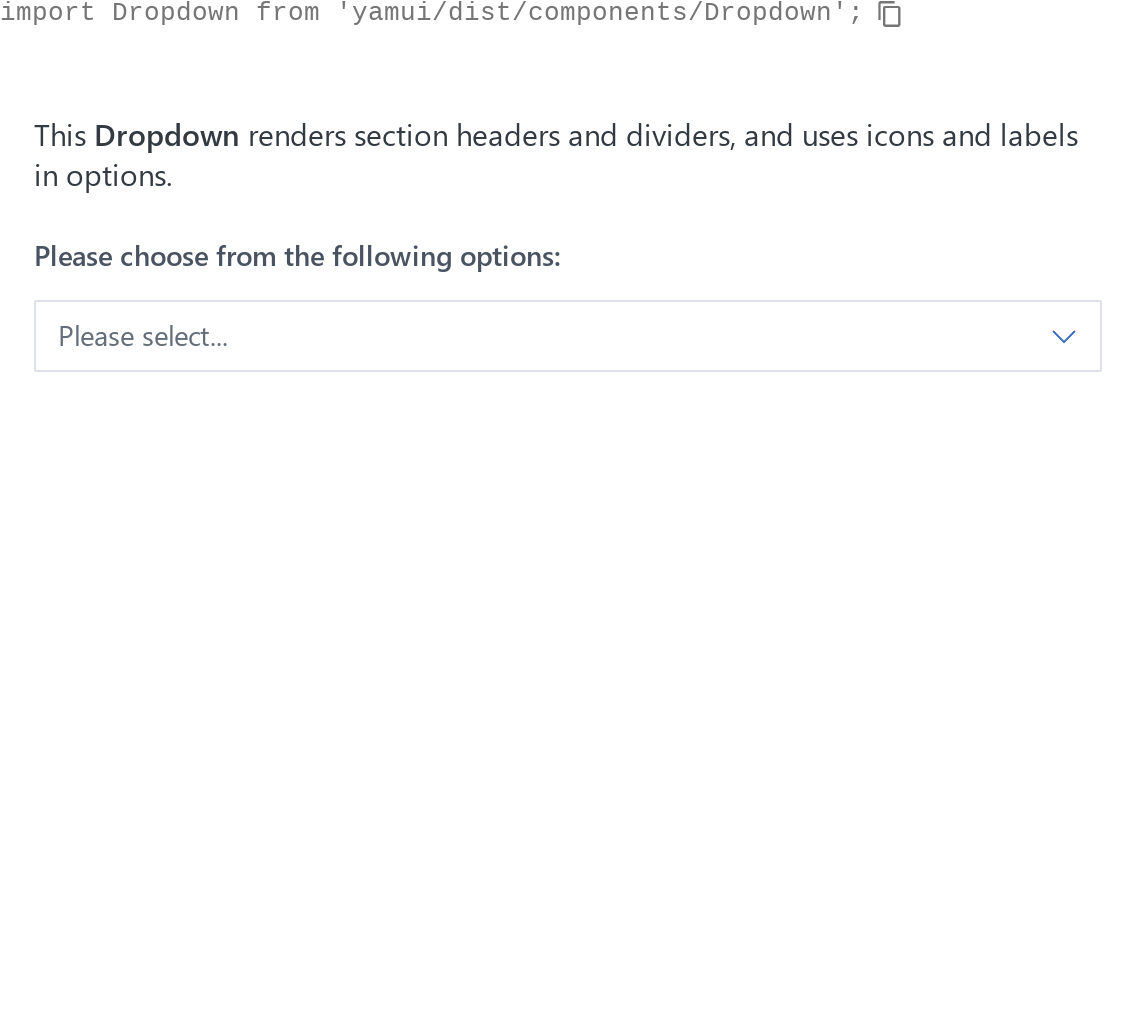 import Dropdown from 'yamui/dist/components/Dropdown';
This Dropdown renders section headers and dividers, and uses icons and labels
in options.
Please choose from the following options:
Please select...